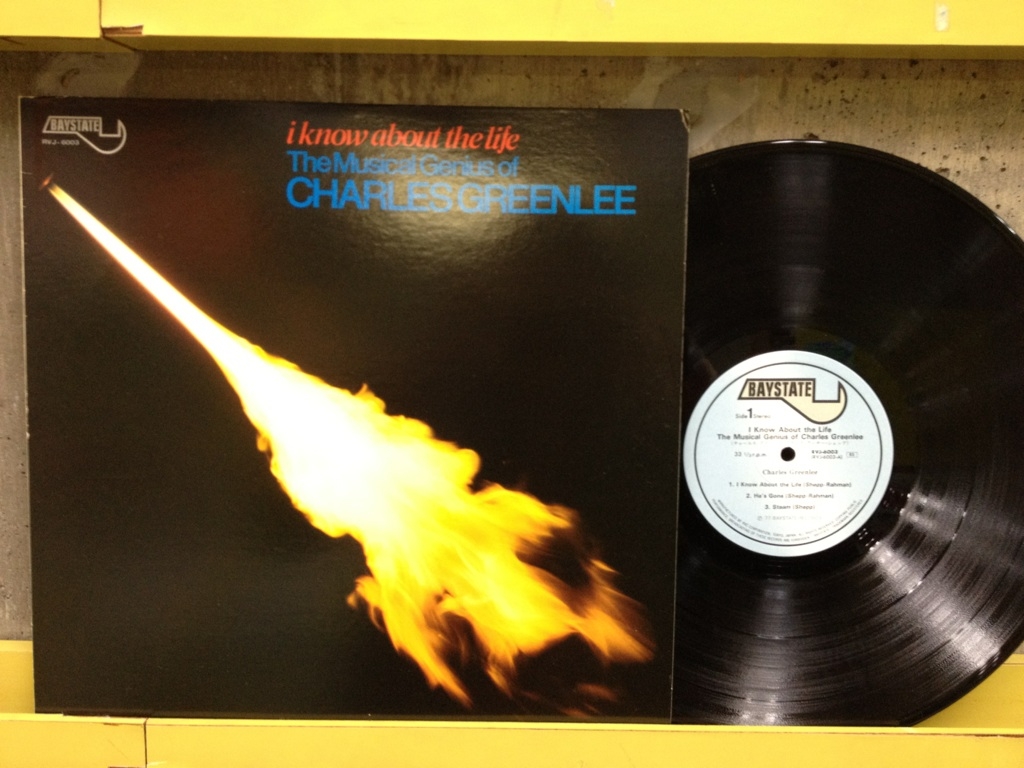 BAYSTATE
RVJ-6003
i know about the life
The Musical Genius of
CHARLES GREENLEE
BAYSTATE
Side 1 Stereo
I Know About the Life
The Musical Genius of Charles Greenlee
33 1/3 r.p.m.
RVJ-6003
Charles Greenlee
1. I Know About the Life (Shepp Rahman)
2. He's Gone (Shepp Rahman)
3. Steam (Shepp)